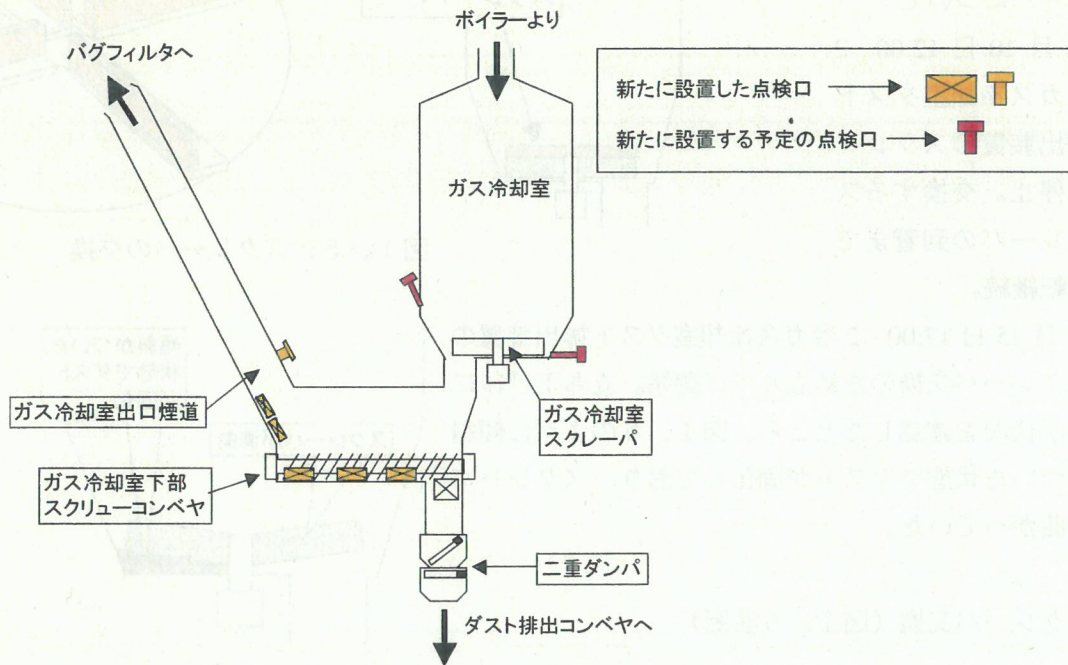 ボイラーより
バグフィルタへ
新たに設置した点検口
新たに設置する予定の点検口
ガス冷却室
ガス冷却室出口煙道
ガス冷却室
スクレーパ
ガス冷却室下部
スクリューコンベヤ
二重ダンパ
ダスト排出コンベヤへ